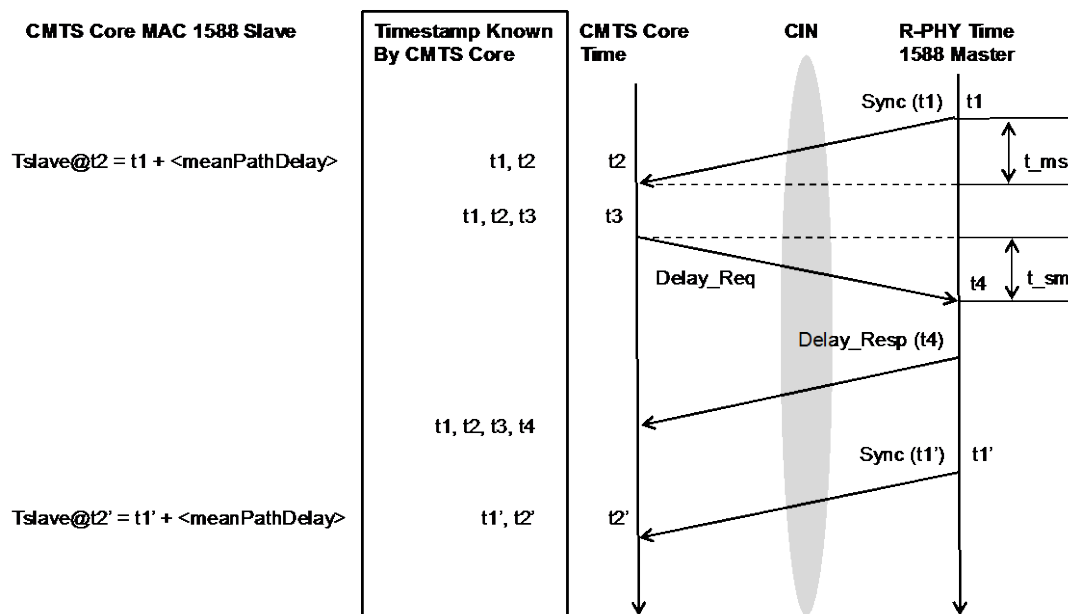 CMTS Core MAC 1588 Slave
Timestamp Known
By CMTS Core
CMTS Core
Time
CIN
R-PHY Time
1588 Master
Sync (t1)
t1
Tslave@t2 = t1 + <meanPathDelay>
t1, t2
t2
t_ms
t1, t2, t3
t3
Delay_Req
t4
t_sm
Delay_Resp (t4)
t1, t2, t3, t4
Sync (t1’)
t1’
Tslave@t2’ = t1’ + <meanPathDelay>
t1’, t2’
t2’